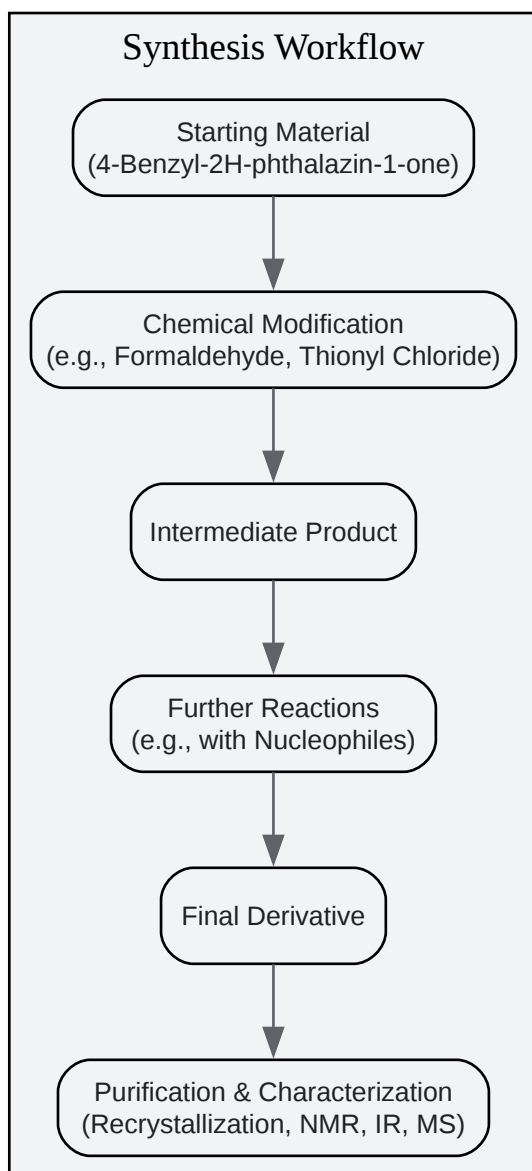 Synthesis Workflow
Starting Material
(4-Benzyl-2H-phthalazin-1-one)
Chemical Modification
(e.g., Formaldehyde, Thionyl Chloride)
Intermediate Product
Further Reactions
(e.g., with Nucleophiles)
Final Derivative
Purification & Characterization
(Recrystallization, NMR, IR, MS)